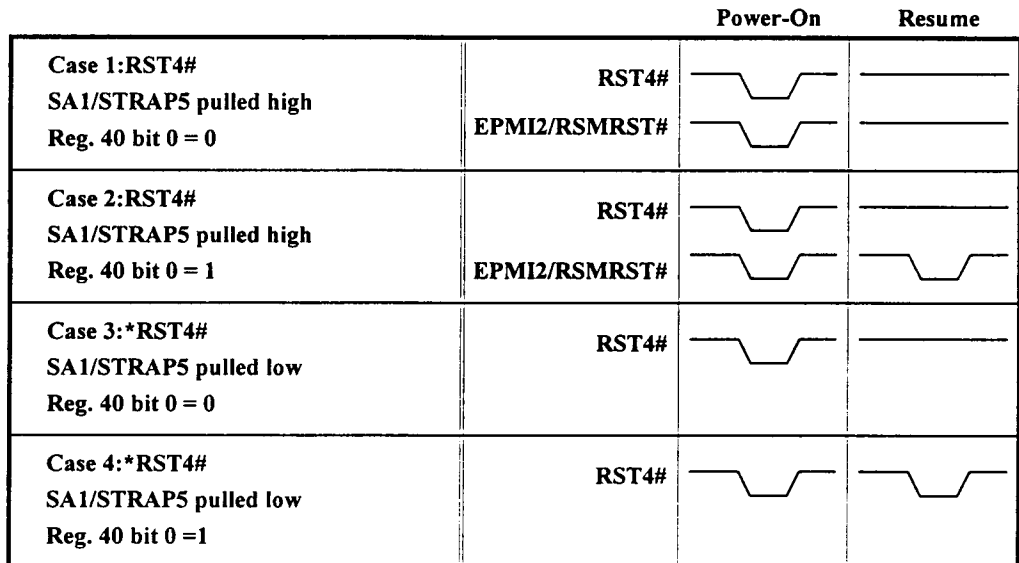 Power-On Resume
Case 1:RST4#
SA1/STRAP5 pulled high
Reg. 40 bit 0 = 0
RST4#
EPMI2/RSMRST#
Case 2:RST4#
SA1/STRAP5 pulled high
Reg. 40 bit 0 = 1
RST4#
EPMI2/RSMRST#
Case 3:*RST4#
SA1/STRAP5 pulled low
Reg. 40 bit 0 = 0
RST4#
Case 4:*RST4#
SA1/STRAP5 pulled low
Reg. 40 bit 0 =1
RST4#